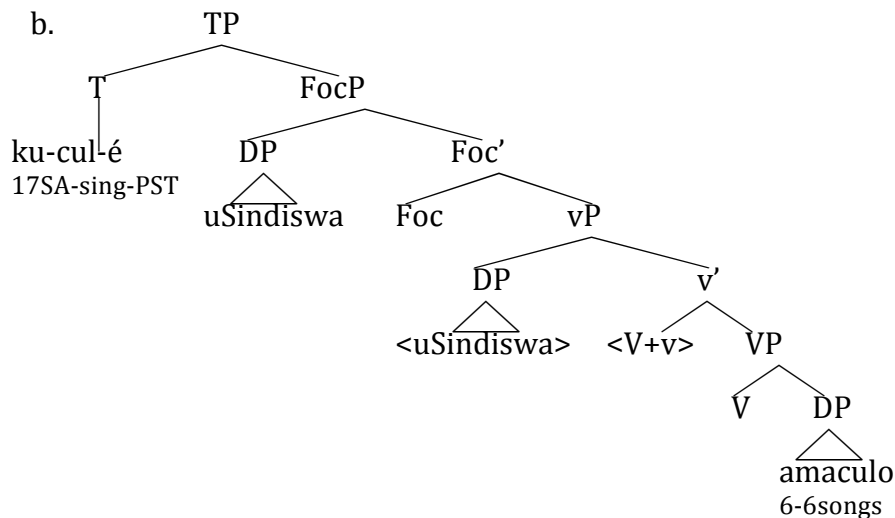 b. TP
T FocP
ku-cul-é DP Foc’
17SA-sing-PST
uSindiswa Foc vP
DP v’
<uSindiswa> <V+v> VP
V DP
amaculo
6-6songs